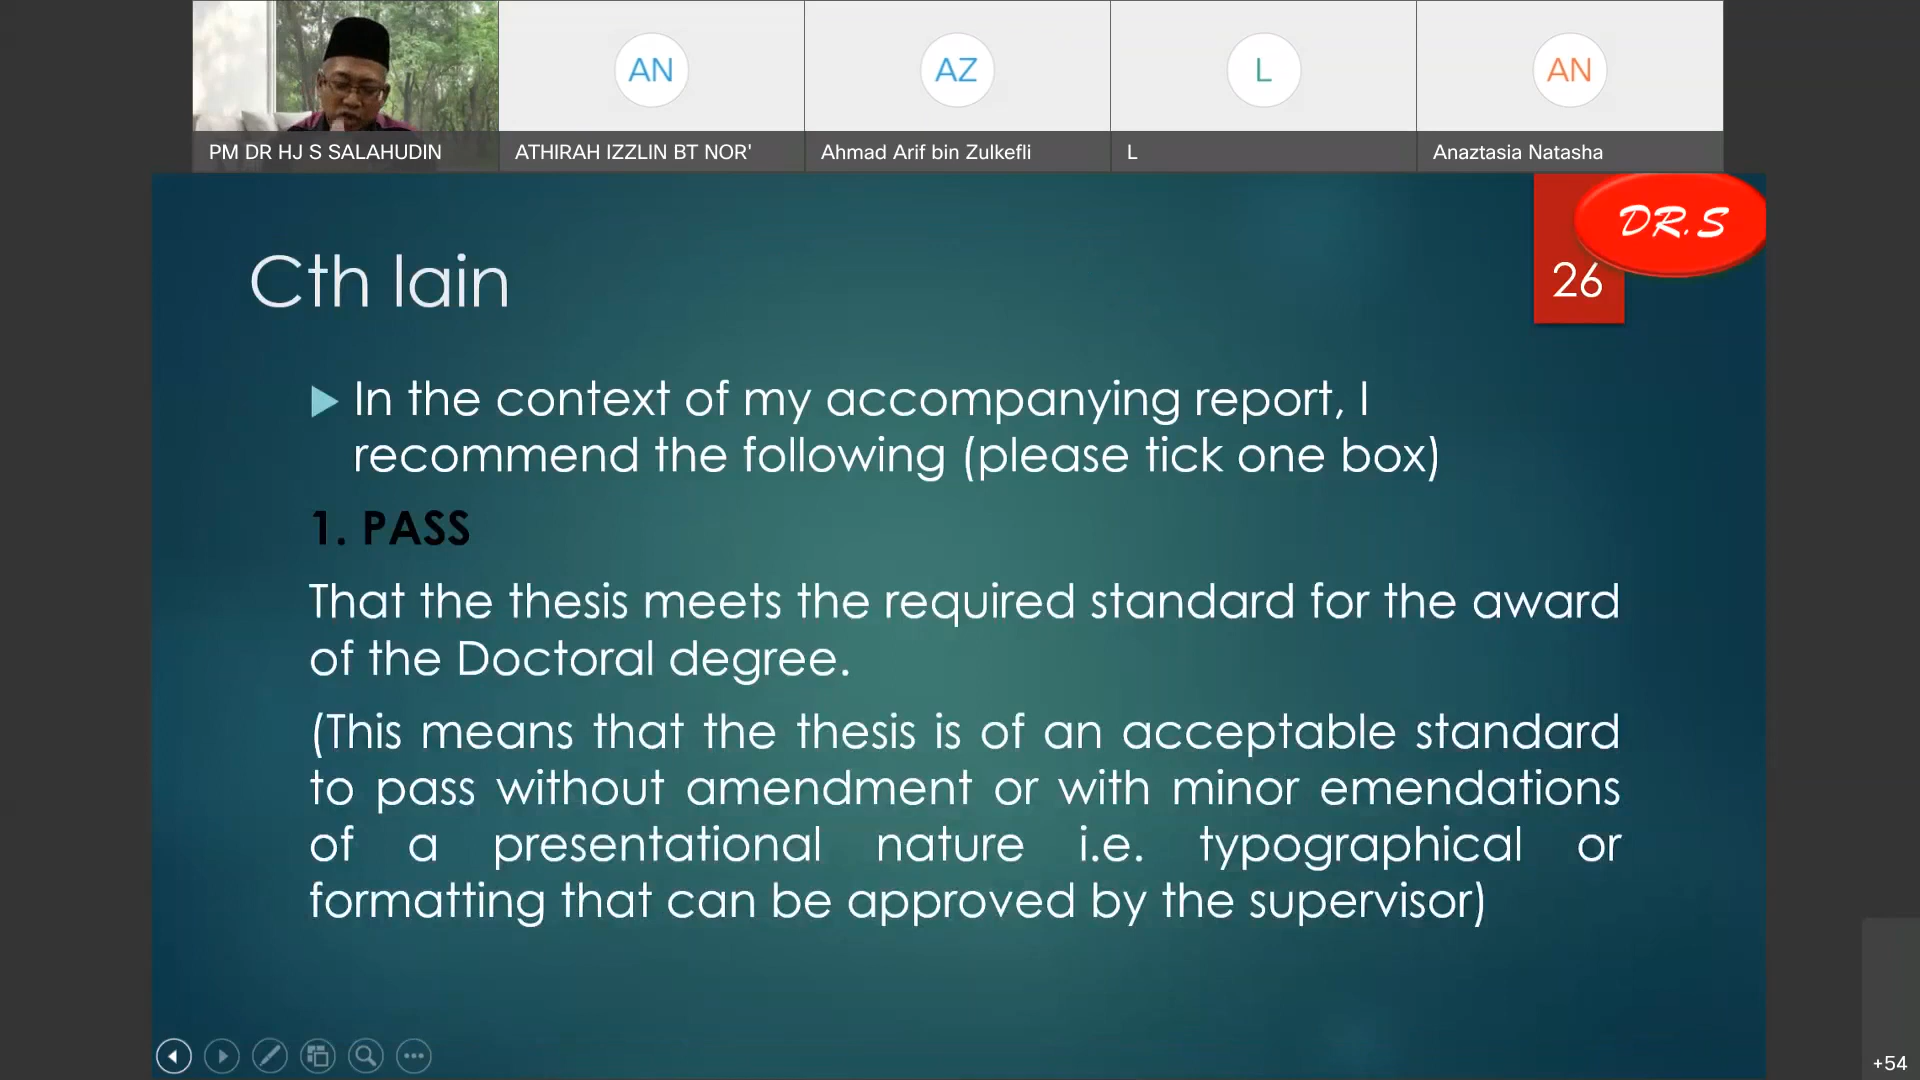 AN
AZ
L
AN
PM DR HJ S SALAHUDIN
ATHIRAH IZZLIN BT NOR'
Ahmad Arif bin Zulkefli
L
Anaztasia Natasha
DR. S
26
Cth lain
In the context of my accompanying report, I
recommend the following (please tick one box)
1. PASS
That the thesis meets the required standard for the award
of the Doctoral degree.
(This means that the thesis is of an acceptable standard
to pass without amendment or with minor emendations
of a presentational nature i.e. typographical or
formatting that can be approved by the supervisor)
+54